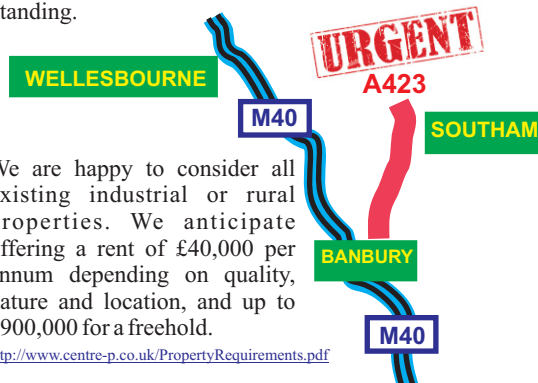 tanding.
URGENT
A423
WELLESBOURNE
M40
SOUTHAM
We are happy to consider all
xisting industrial or rural
roperties. We anticipate
ffering a rent of £40,000 per
nnum depending on quality,
ature and location, and up to
900,000 for a freehold.
BANBURY
tp://www.centre-p.co.uk/PropertyRequirements.pdf
M40